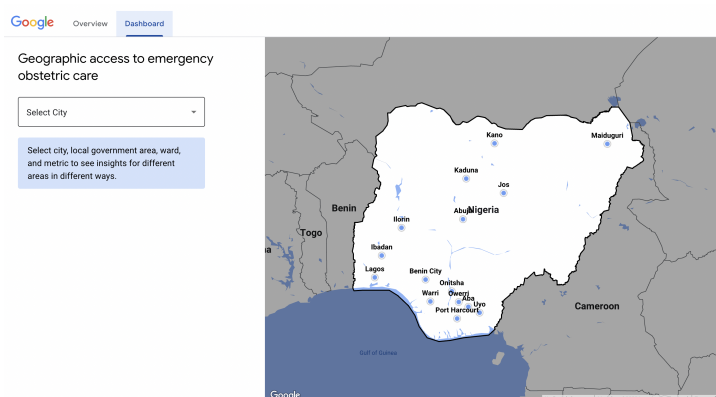 Google
Overview
Dashboard
Geographic access to emergency
obstetric care
Select City
Select city, local government area, ward,
and metric to see insights for different
areas in different ways.
Kano
Maiduguri
Kaduna
Jos
Benin
Abuja
Nigeria
Ilorin
Togo
Ibadan
Lagos
Benin City
Onitsha
Warri
Owerri
Aba
Uyo
Port Harcourt
Cameroon
Gulf of Guinea
Google